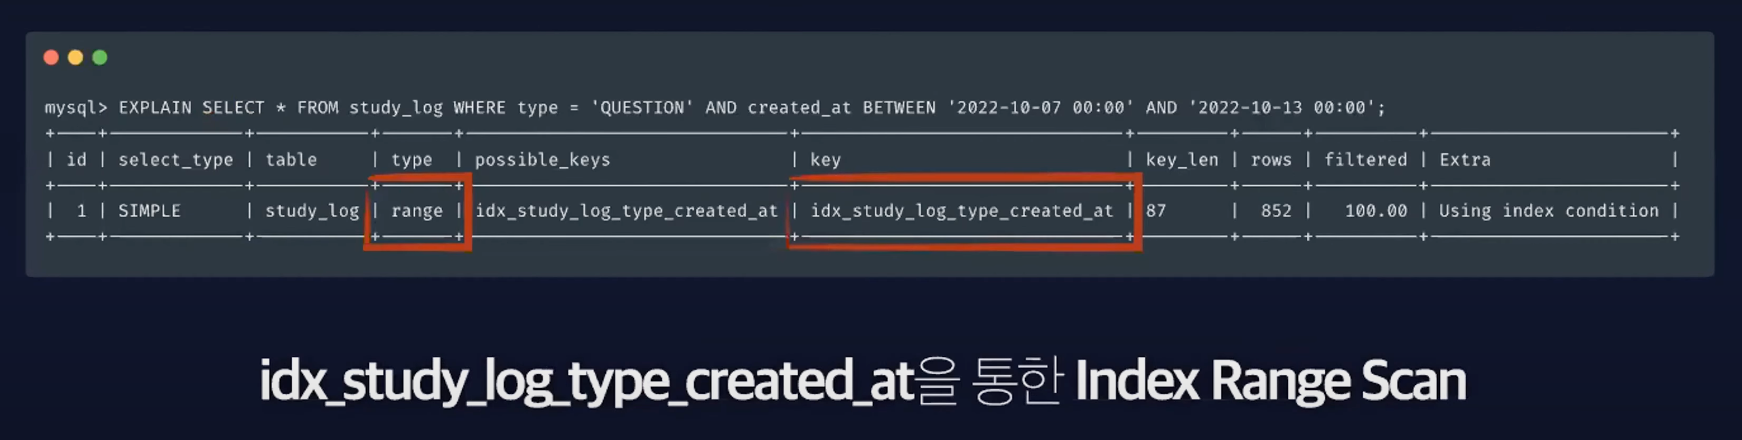 mysql> EXPLAIN SELECT * FROM study_log WHERE type = 'QUESTION' AND created_at BETWEEN '2022-10-07 00:00' AND '2022-10-13 00:00';
| id | select_type | table | type | possible_keys | key | key_len | rows | filtered | Extra |
| 1 | SIMPLE | study_log | range | idx_study_log_type_created_at | idx_study_log_type_created_at | 87 | 852 | 100.00 | Using index condition |
idx_study_log_type_created_at을 통한 Index Range Scan